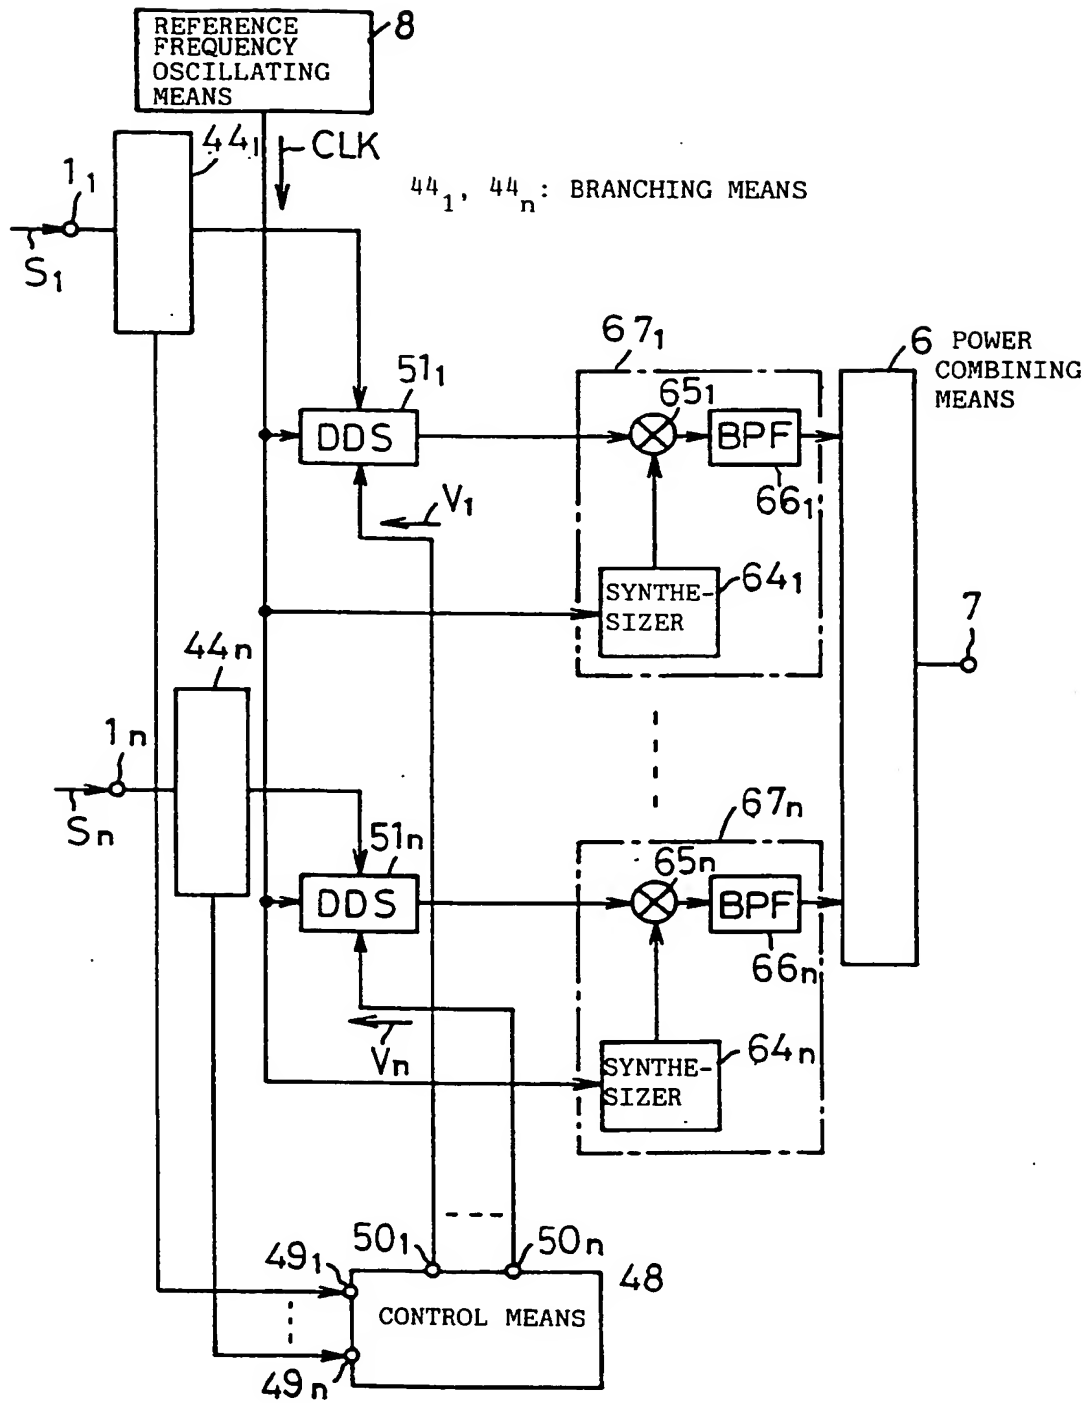 REFERENCE
FREQUENCY
OSCILLATING
MEANS
8
44₁
CLK
1₁
44₁, 44ₙ: BRANCHING MEANS
S₁
67₁
6 POWER
COMBINING
MEANS
51₁
65₁
DDS
BPF
66₁
V₁
SYNTHE-
SIZER
64₁
7
44n
1n
Sn
67n
51n
65n
DDS
BPF
66n
Vn
SYNTHE-
SIZER
64n
50₁
50n
49₁
48
CONTROL MEANS
49n